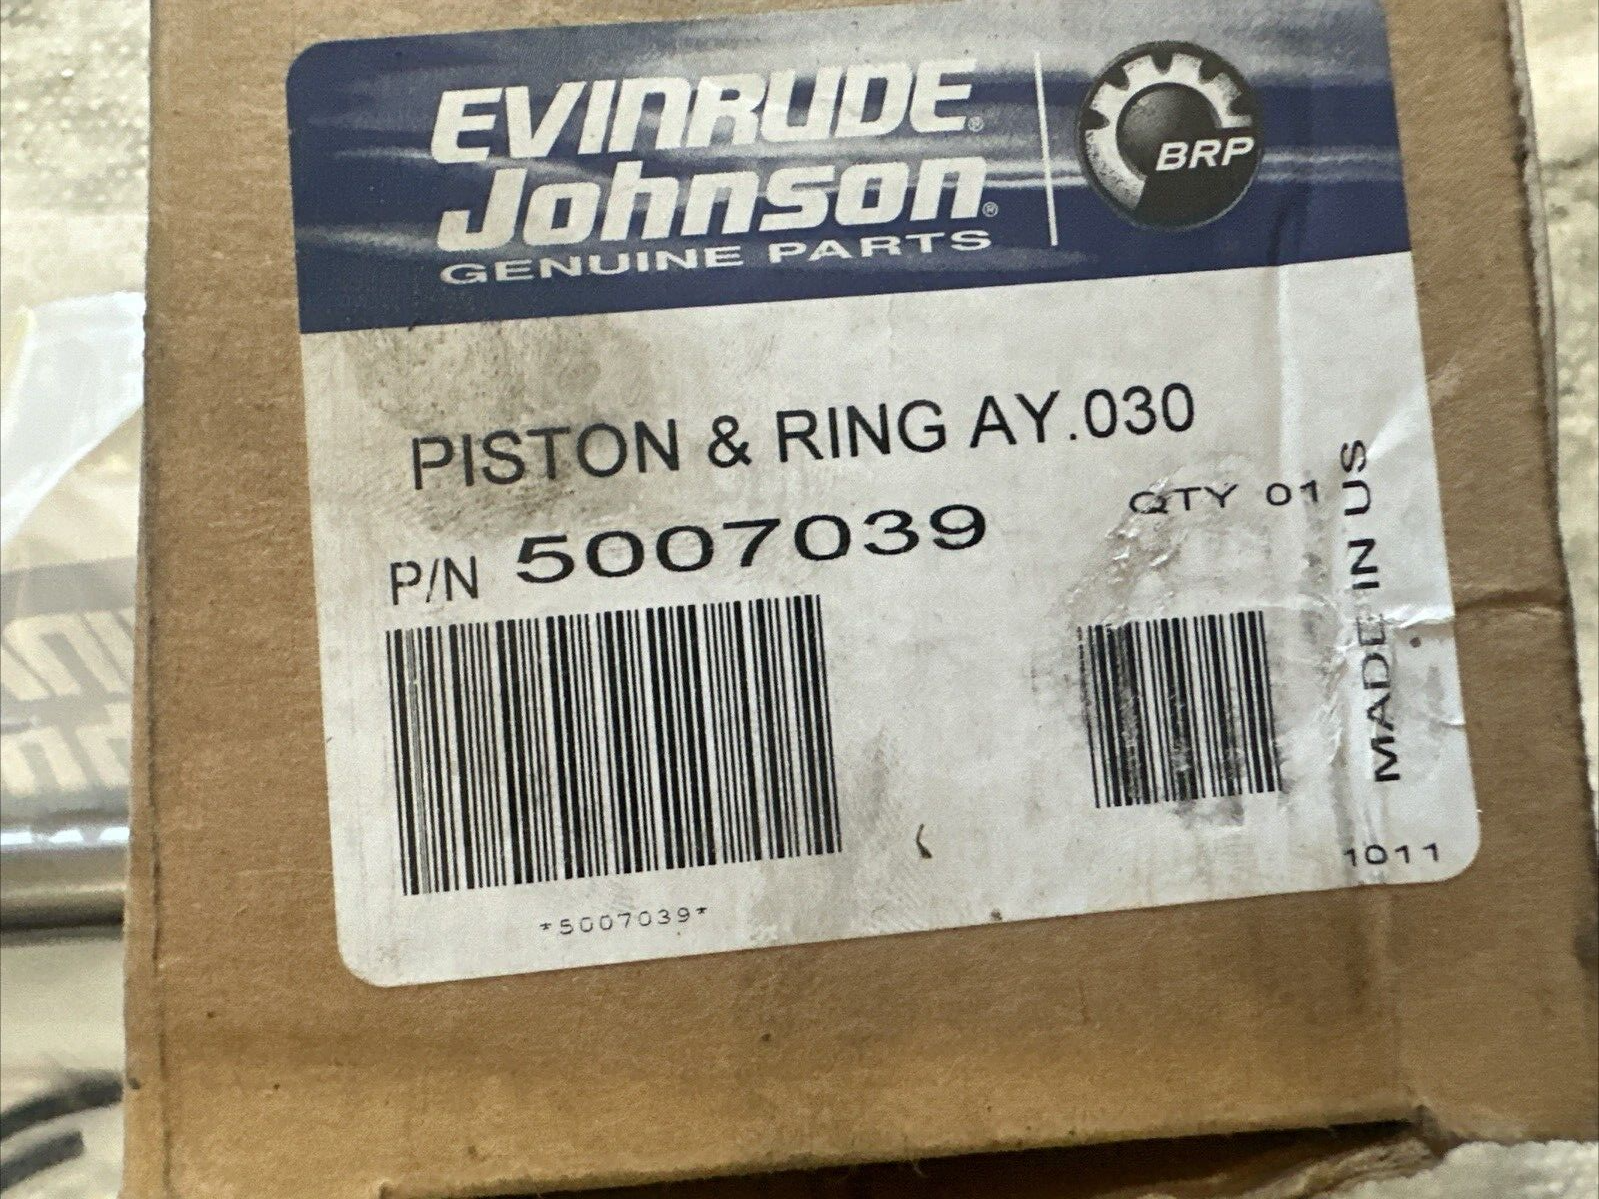 EVINRUDE®
Johnson®
GENUINE PARTS
BRP
PISTON & RING AY.030
P/N 5007039
QTY 01
MADE IN US
*5007039*
1011